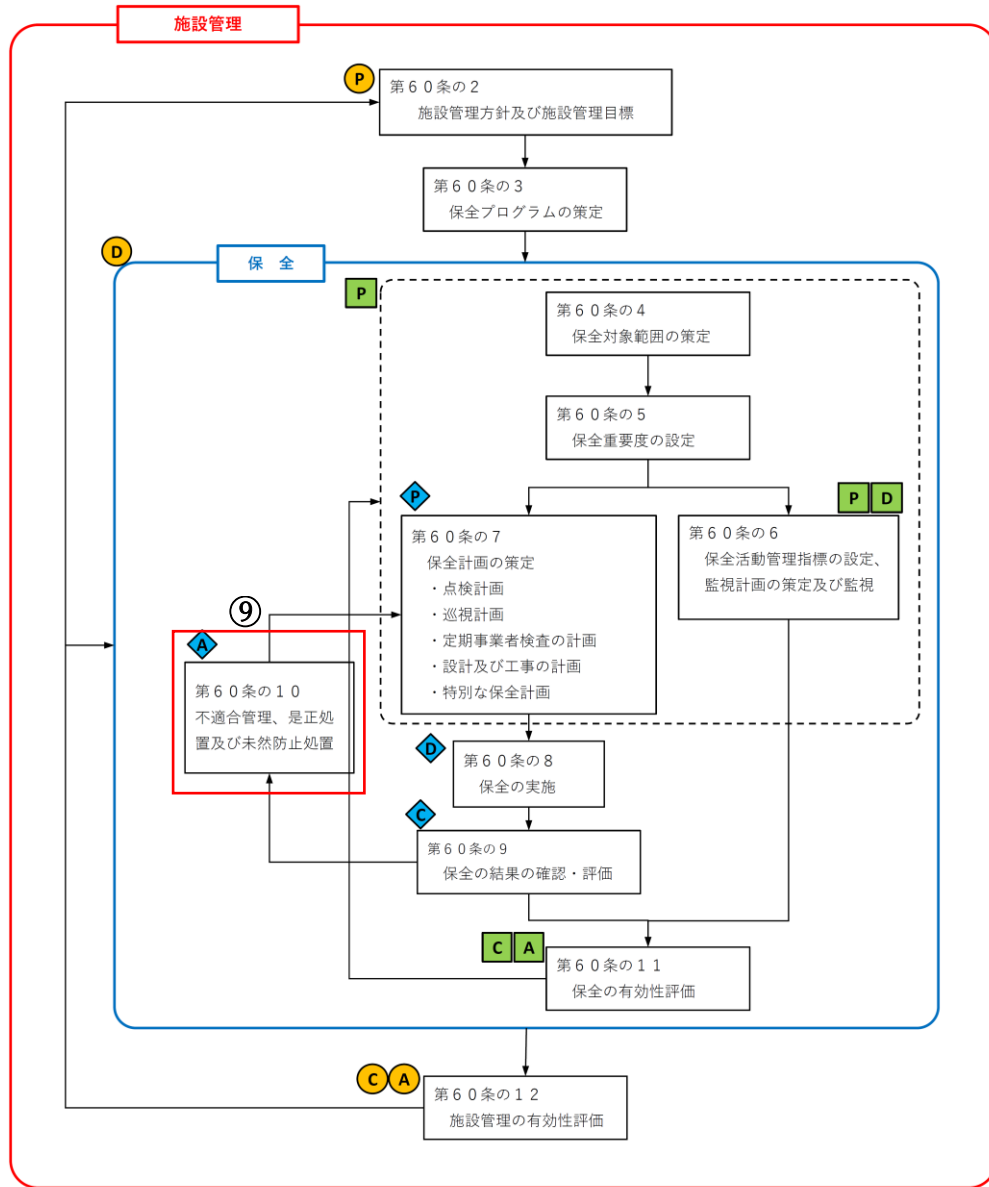 施設管理
P
第60条の2
施設管理方針及び施設管理目標
第60条の3
保全プログラムの策定
D
保 全
P
第60条の4
保全対象範囲の策定
第60条の5
保全重要度の設定
P
第60条の7
保全計画の策定
・点検計画
・巡視計画
・定期事業者検査の計画
・設計及び工事の計画
・特別な保全計画
P D
第60条の6
保全活動管理指標の設定、
監視計画の策定及び監視
⑨
A
第60条の10
不適合管理、是正処
置及び未然防止処置
D
第60条の8
保全の実施
C
第60条の9
保全の結果の確認・評価
C A
第60条の11
保全の有効性評価
C A
第60条の12
施設管理の有効性評価